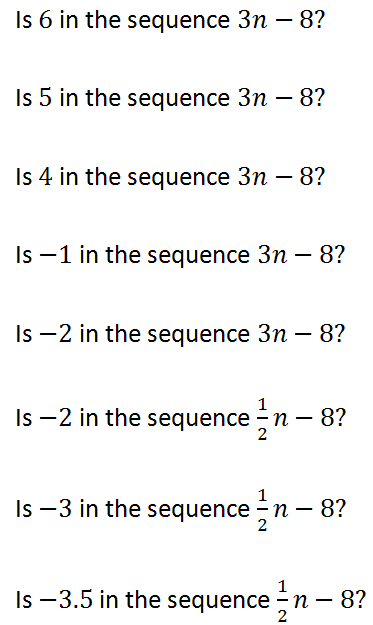 Is 6 in the sequence 3n − 8?
Is 5 in the sequence 3n − 8?
Is 4 in the sequence 3n − 8?
Is −1 in the sequence 3n − 8?
Is −2 in the sequence 3n − 8?
Is −2 in the sequence 1/2 n − 8?
Is −3 in the sequence 1/2 n − 8?
Is −3.5 in the sequence 1/2 n − 8?